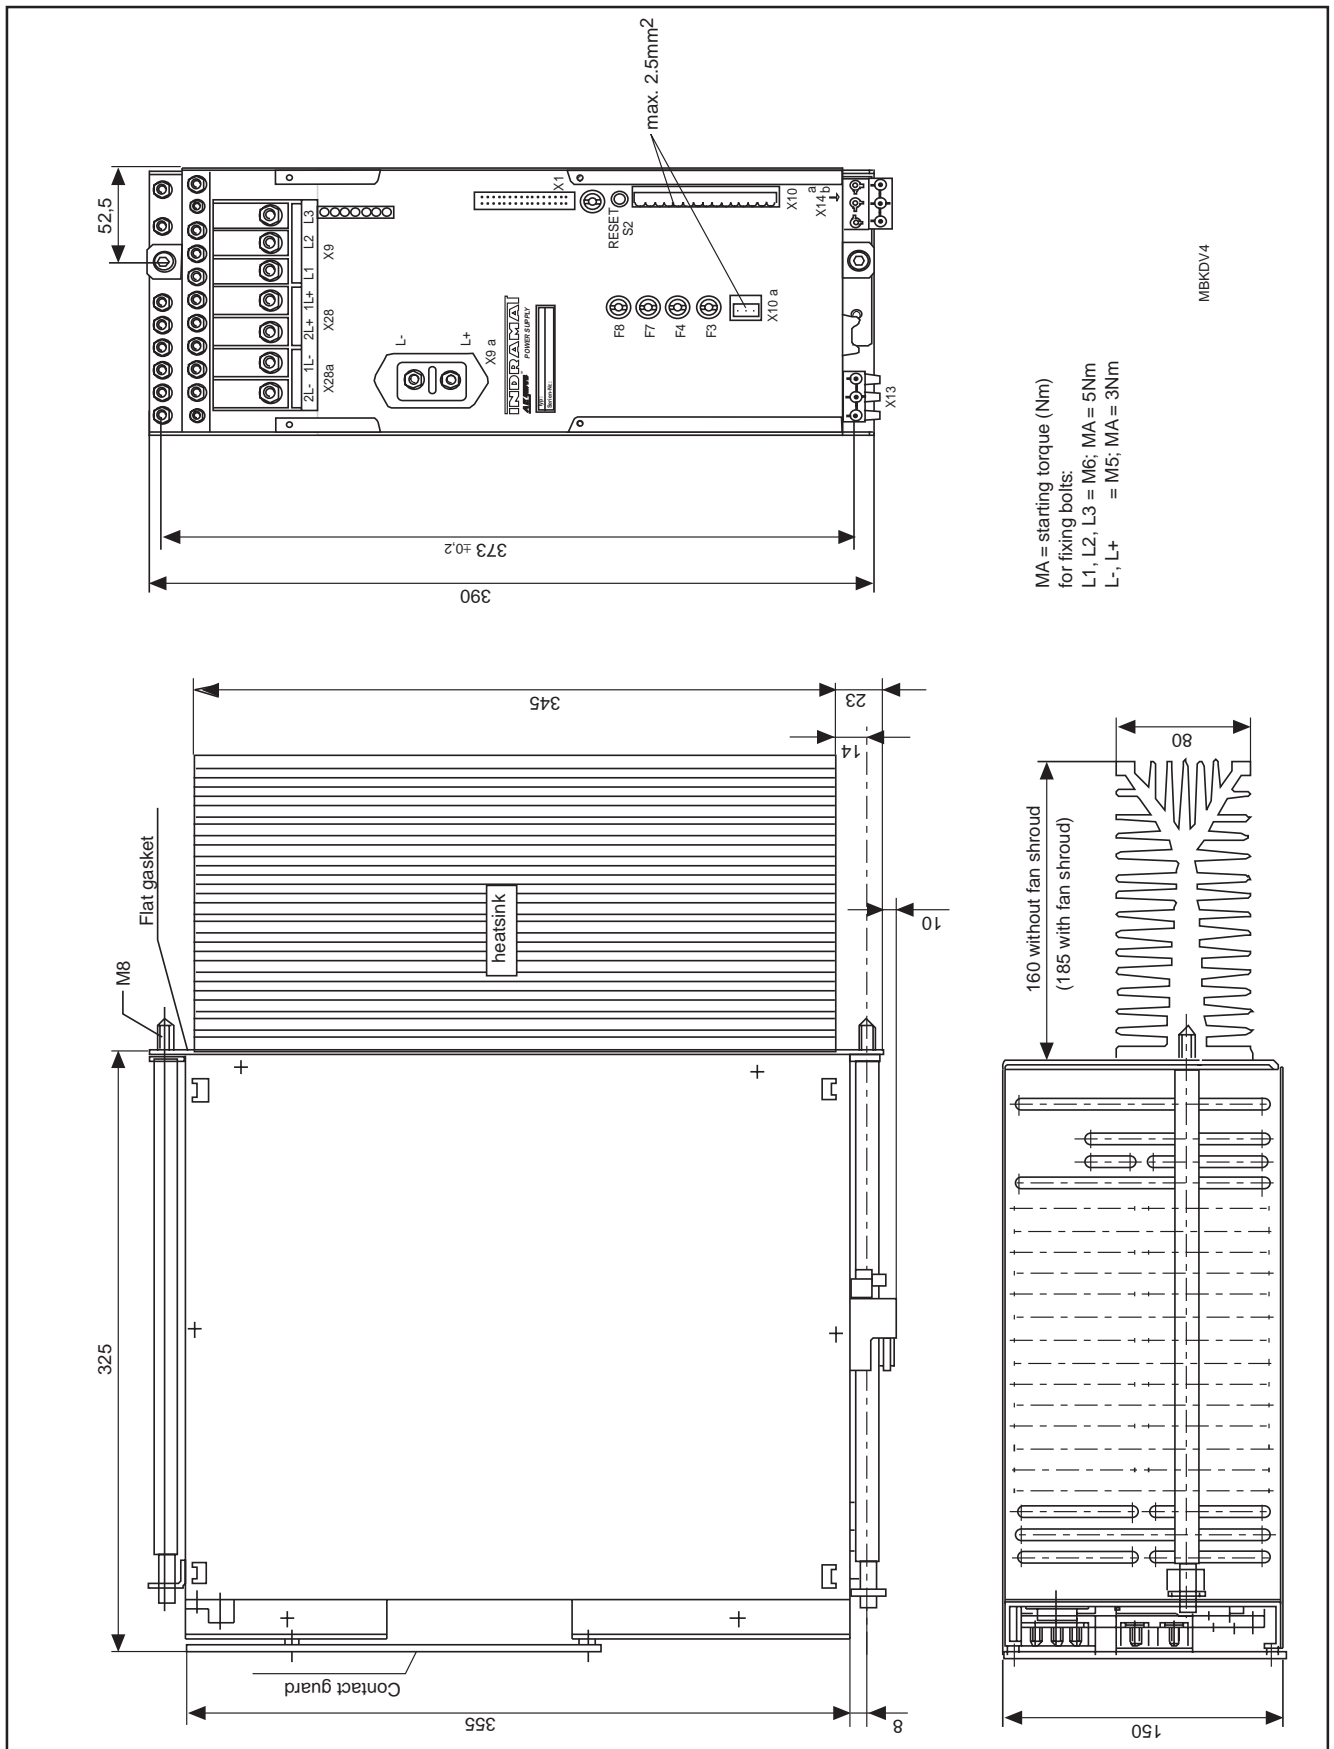 max. 2.5mm²
52,5
X1
RESET
S2
X10
a
X14 b
L3
L2
L1
1L+
2L+
1L-
2L-
X9
X28
X28a
L-
L+
X9 a
INDRAMAT
POWER SUPPLY
F8
F7
F4
F3
X10 a
X13
MBKDV4
373 ±0,2
390
MA = starting torque (Nm)
for fixing bolts:
L1, L2, L3 = M6; MA = 5Nm
L-, L+ = M5; MA = 3Nm
345
23
14
10
Flat gasket
M8
heatsink
325
Contact guard
355
8
80
160 without fan shroud
(185 with fan shroud)
150